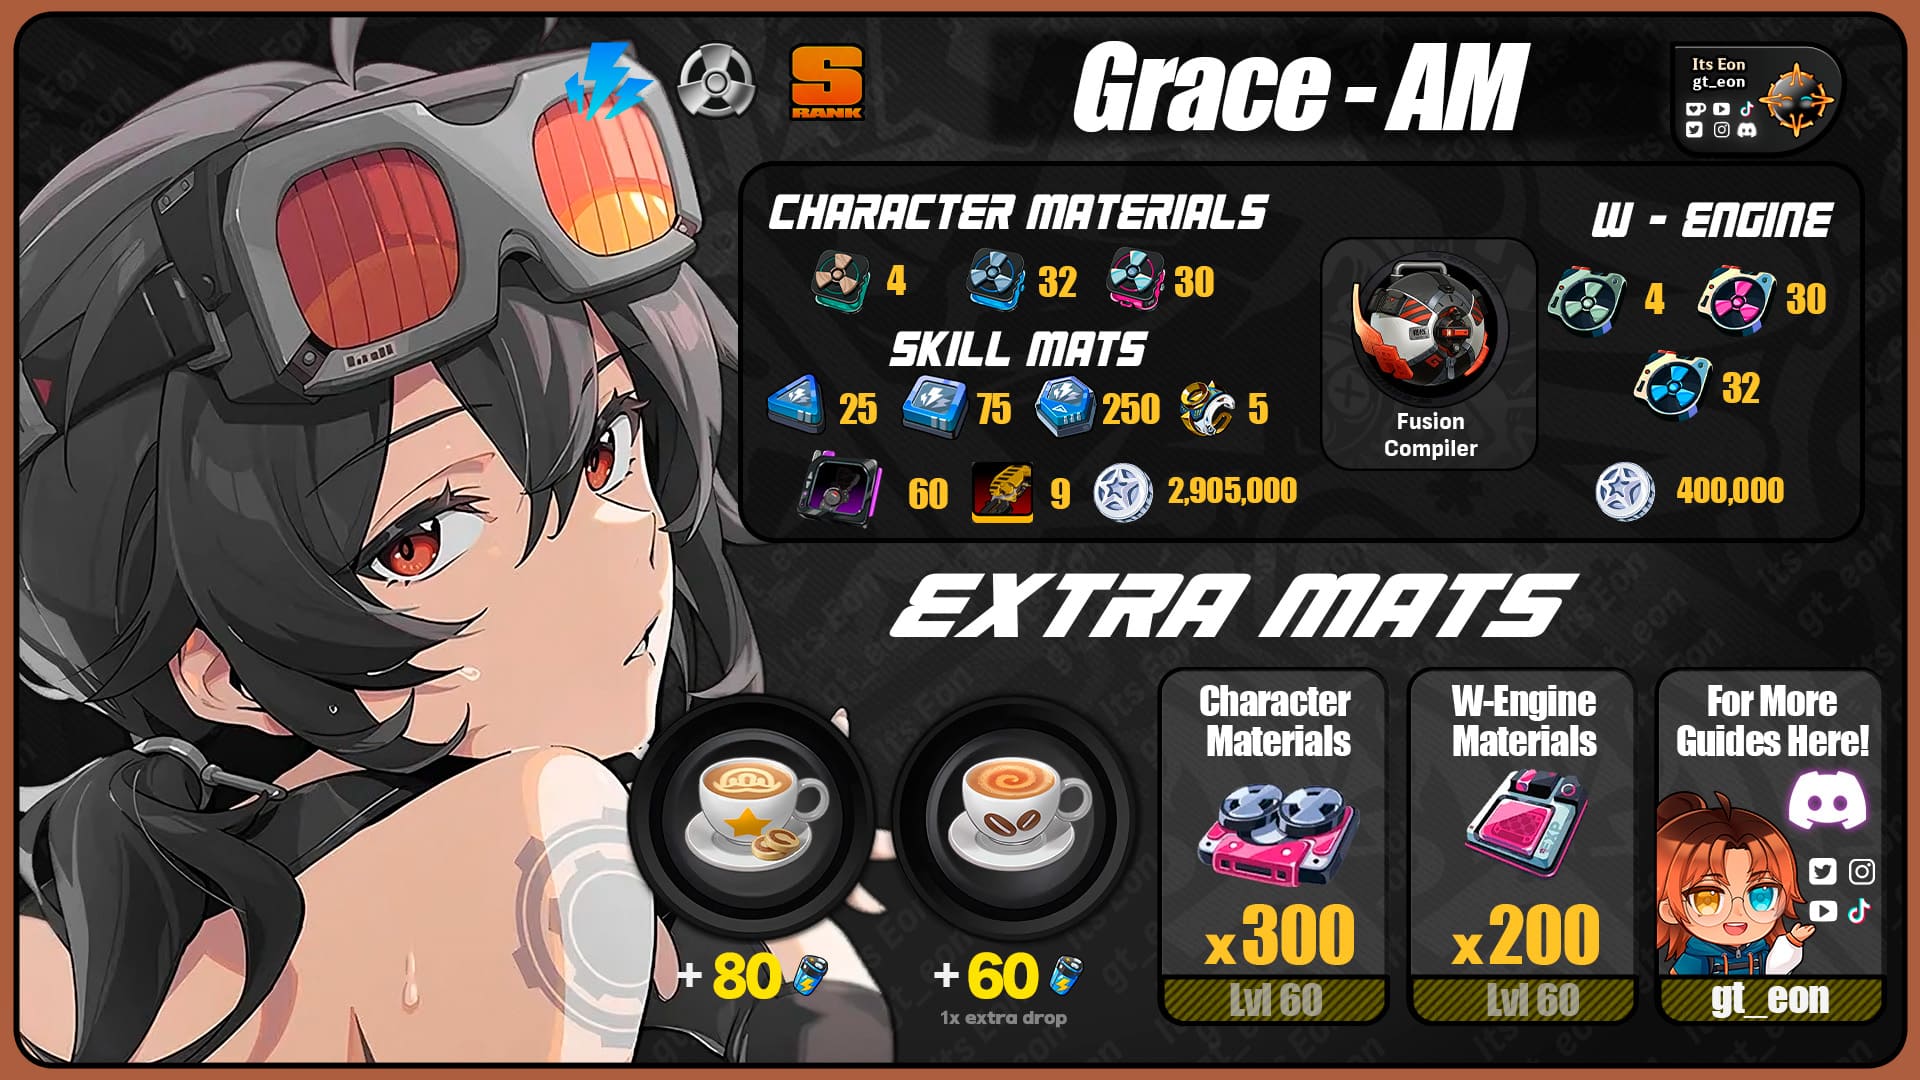 S
RANK
Grace - AM
Its Eon
gt_eon
CHARACTER MATERIALS
4
32
30
SKILL MATS
25
75
250
5
60
9
2,905,000
Fusion
Compiler
W - ENGINE
4
30
32
400,000
EXTRA MATS
+ 80
+ 60
1x extra drop
Character
Materials
x300
Lvl 60
W-Engine
Materials
x200
Lvl 60
For More
Guides Here!
gt_eon